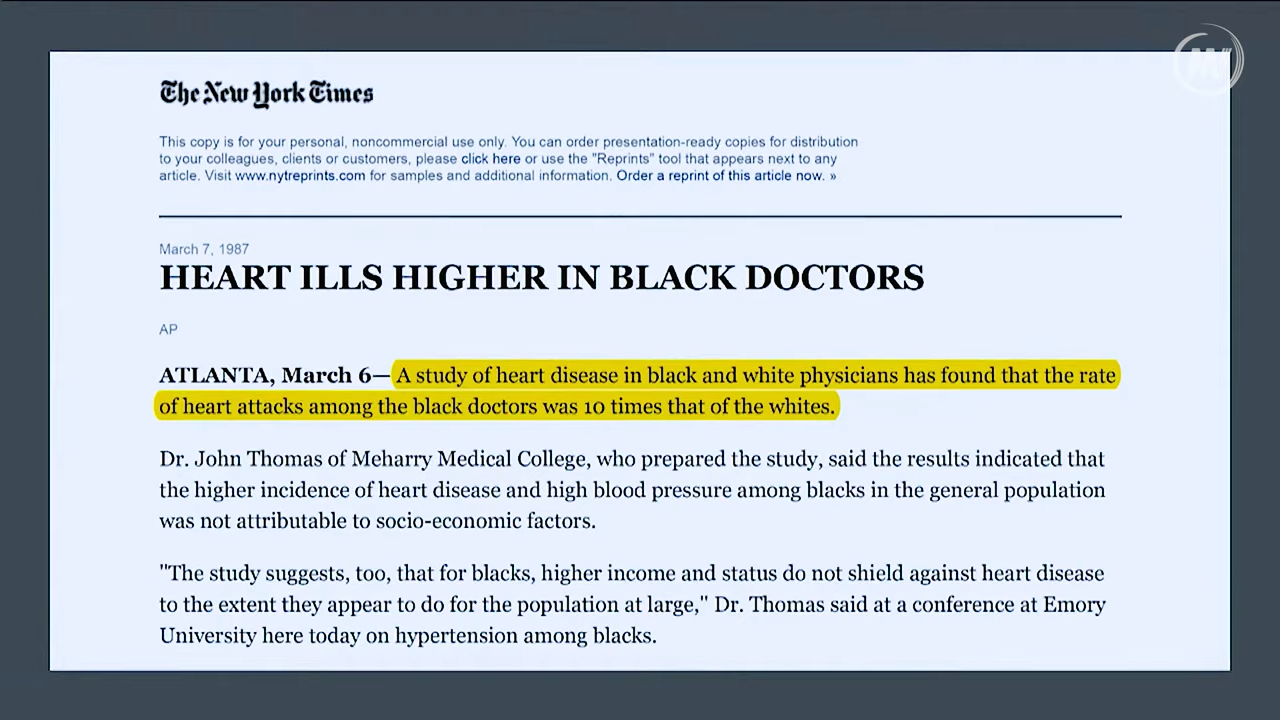 The New York Times
This copy is for your personal, noncommercial use only. You can order presentation-ready copies for distribution
to your colleagues, clients or customers, please click here or use the "Reprints" tool that appears next to any
article. Visit www.nytreprints.com for samples and additional information. Order a reprint of this article now. »
March 7, 1987
HEART ILLS HIGHER IN BLACK DOCTORS
AP
ATLANTA, March 6— A study of heart disease in black and white physicians has found that the rate
of heart attacks among the black doctors was 10 times that of the whites.
Dr. John Thomas of Meharry Medical College, who prepared the study, said the results indicated that
the higher incidence of heart disease and high blood pressure among blacks in the general population
was not attributable to socio-economic factors.
"The study suggests, too, that for blacks, higher income and status do not shield against heart disease
to the extent they appear to do for the population at large,'' Dr. Thomas said at a conference at Emory
University here today on hypertension among blacks.